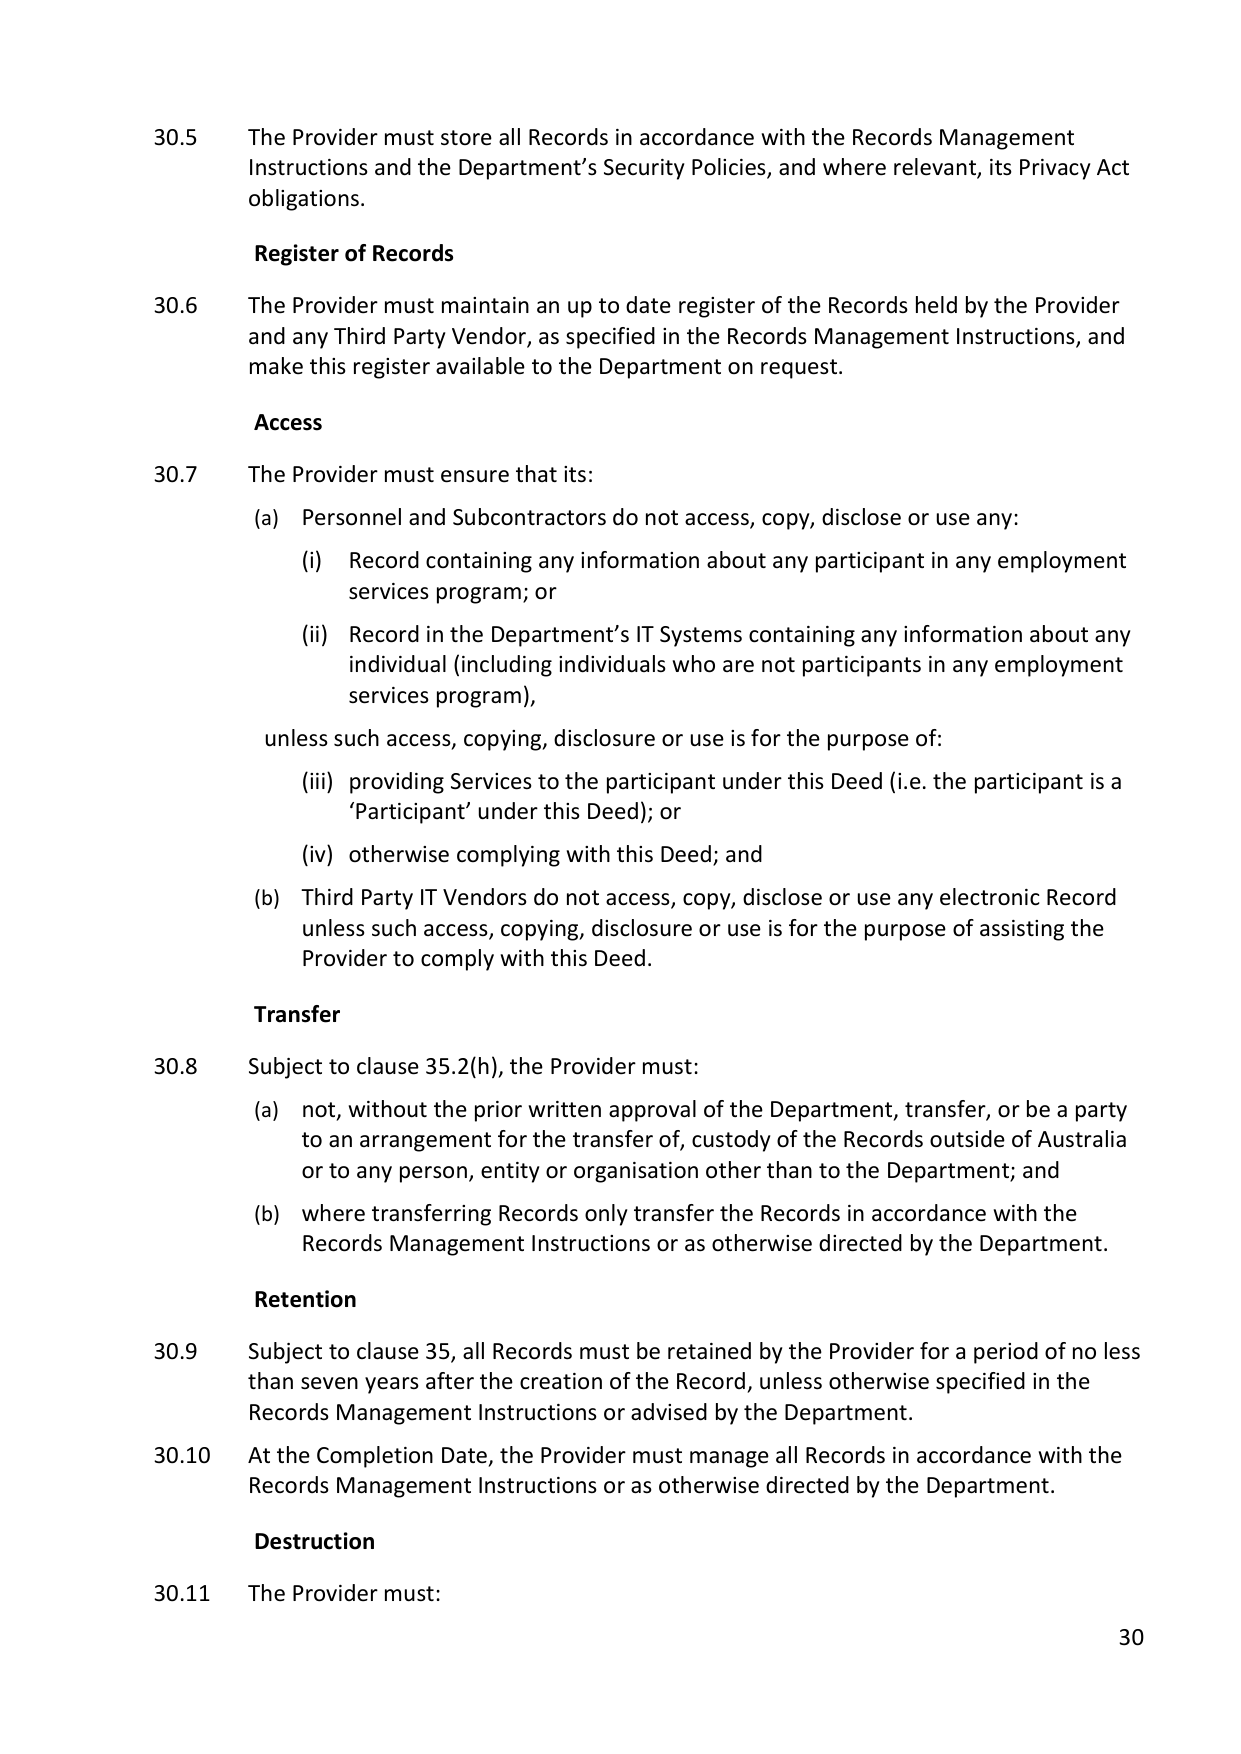 30.5 The Provider must store all Records in accordance with the Records Management
Instructions and the Department’s Security Policies, and where relevant, its Privacy Act
obligations.
Register of Records
30.6 The Provider must maintain an up to date register of the Records held by the Provider
and any Third Party Vendor, as specified in the Records Management Instructions, and
make this register available to the Department on request.
Access
30.7 The Provider must ensure that its:
(a) Personnel and Subcontractors do not access, copy, disclose or use any:
(i) Record containing any information about any participant in any employment
services program; or
(ii) Record in the Department’s IT Systems containing any information about any
individual (including individuals who are not participants in any employment
services program),
unless such access, copying, disclosure or use is for the purpose of:
(iii) providing Services to the participant under this Deed (i.e. the participant is a
‘Participant’ under this Deed); or
(iv) otherwise complying with this Deed; and
(b) Third Party IT Vendors do not access, copy, disclose or use any electronic Record
unless such access, copying, disclosure or use is for the purpose of assisting the
Provider to comply with this Deed.
Transfer
30.8 Subject to clause 35.2(h), the Provider must:
(a) not, without the prior written approval of the Department, transfer, or be a party
to an arrangement for the transfer of, custody of the Records outside of Australia
or to any person, entity or organisation other than to the Department; and
(b) where transferring Records only transfer the Records in accordance with the
Records Management Instructions or as otherwise directed by the Department.
Retention
30.9 Subject to clause 35, all Records must be retained by the Provider for a period of no less
than seven years after the creation of the Record, unless otherwise specified in the
Records Management Instructions or advised by the Department.
30.10 At the Completion Date, the Provider must manage all Records in accordance with the
Records Management Instructions or as otherwise directed by the Department.
Destruction
30.11 The Provider must:
30